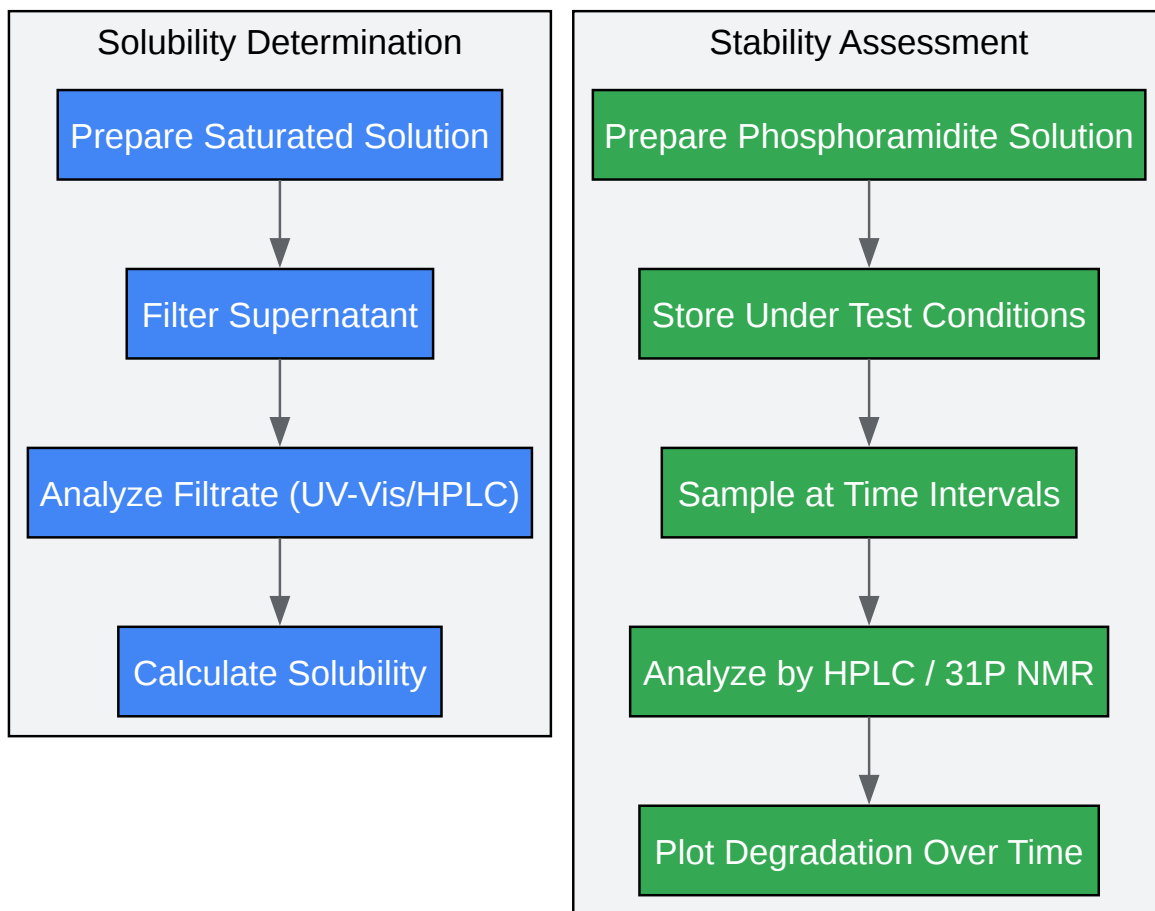 Solubility Determination
Prepare Saturated Solution
Filter Supernatant
Analyze Filtrate (UV-Vis/HPLC)
Calculate Solubility
Stability Assessment
Prepare Phosphoramidite Solution
Store Under Test Conditions
Sample at Time Intervals
Analyze by HPLC / 31P NMR
Plot Degradation Over Time